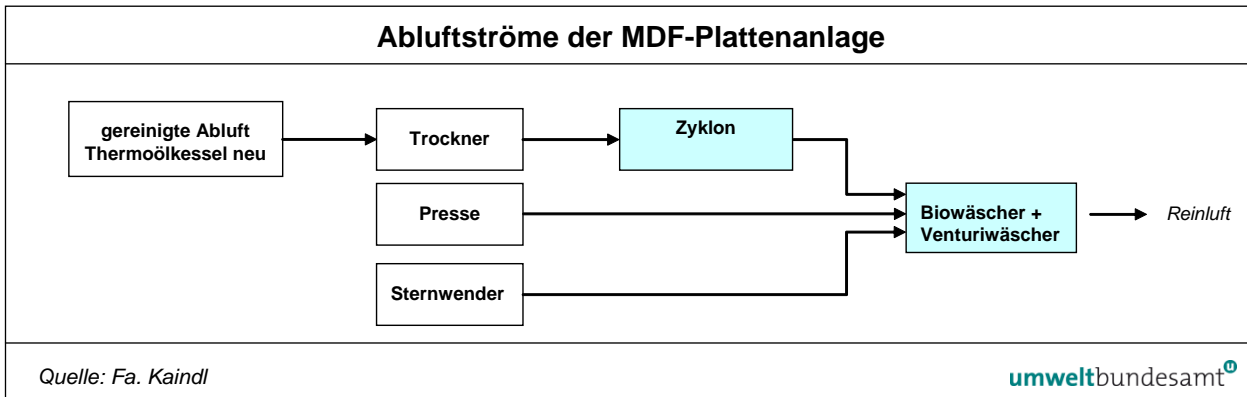 Abluftströme der MDF-Plattenanlage
gereinigte Abluft
Thermoölkessel neu
Trockner
Zyklon
Presse
Biowäscher +
Venturiwäscher
Reinluft
Sternwender
Quelle: Fa. Kaindl
umweltbundesamt
u